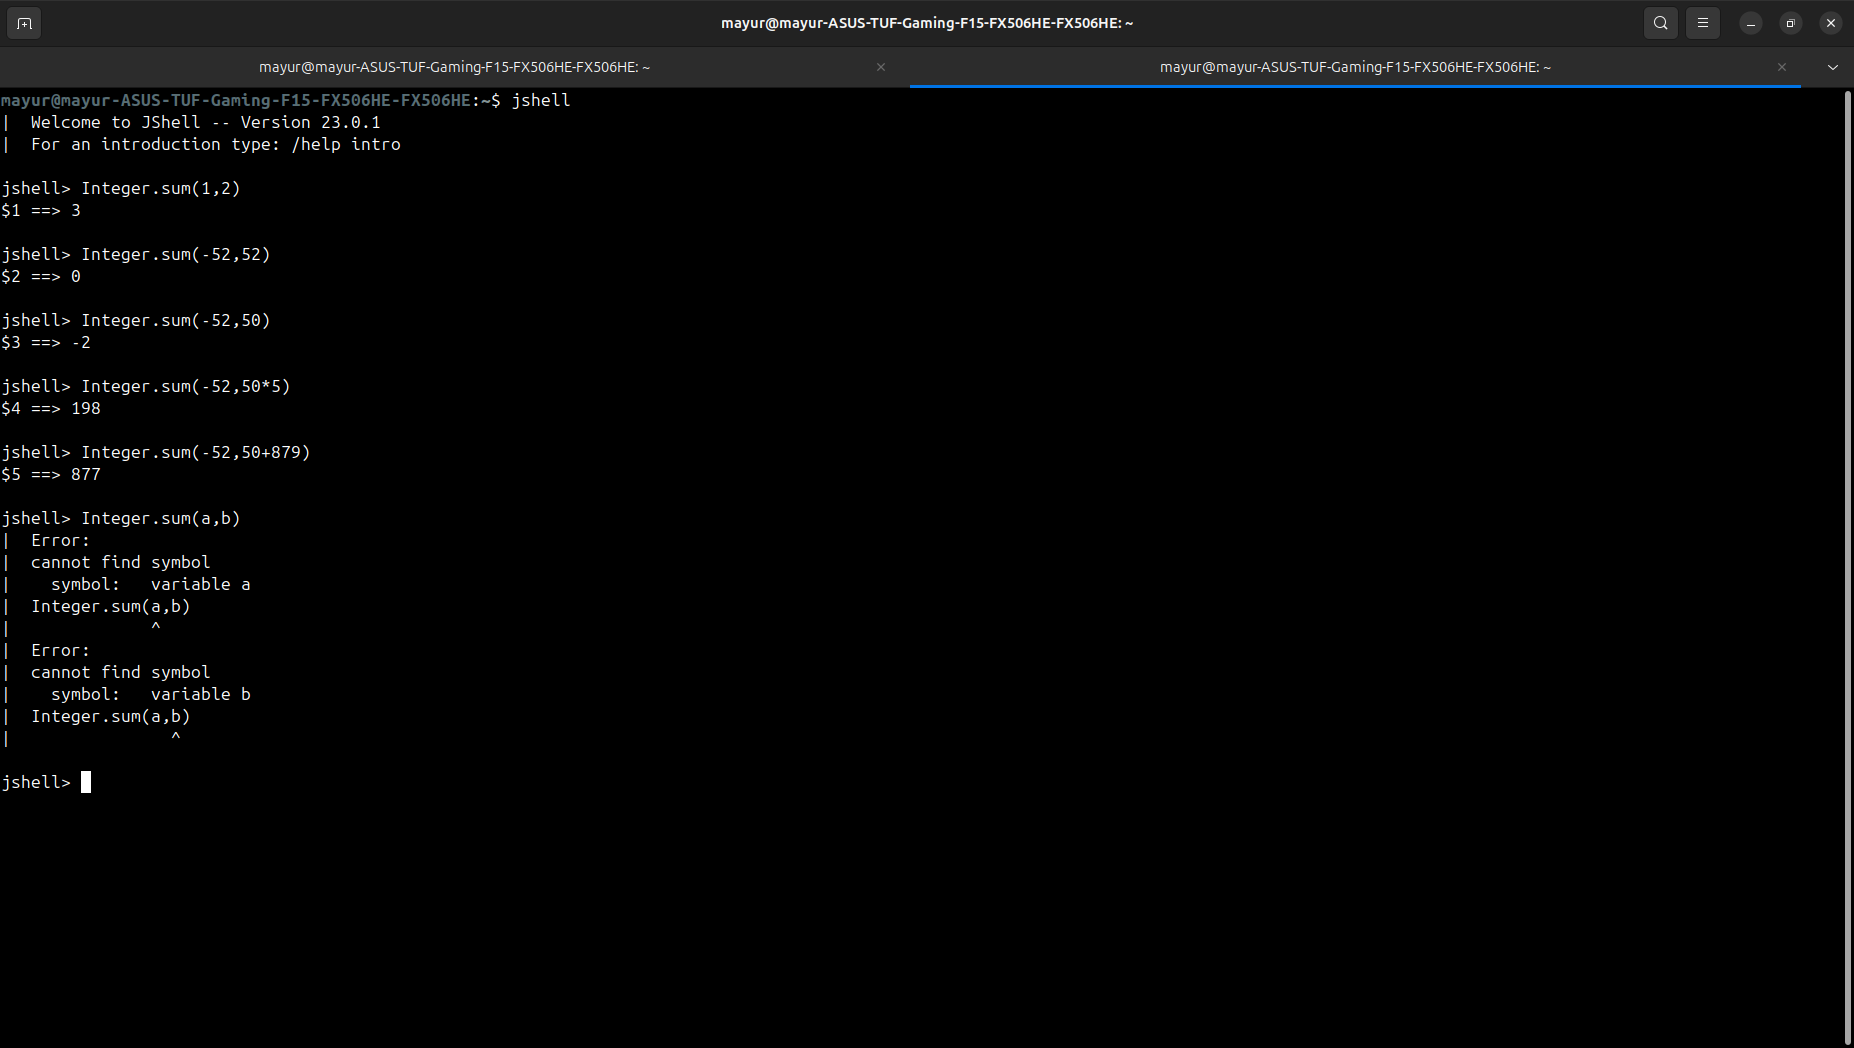 mayur@mayur-ASUS-TUF-Gaming-F15-FX506HE-FX506HE: ~
mayur@mayur-ASUS-TUF-Gaming-F15-FX506HE-FX506HE: ~
mayur@mayur-ASUS-TUF-Gaming-F15-FX506HE-FX506HE: ~
mayur@mayur-ASUS-TUF-Gaming-F15-FX506HE-FX506HE:~$ jshell
|  Welcome to JShell -- Version 23.0.1
|  For an introduction type: /help intro
jshell> Integer.sum(1,2)
$1 ==> 3
jshell> Integer.sum(-52,52)
$2 ==> 0
jshell> Integer.sum(-52,50)
$3 ==> -2
jshell> Integer.sum(-52,50*5)
$4 ==> 198
jshell> Integer.sum(-52,50+879)
$5 ==> 877
jshell> Integer.sum(a,b)
|  Error:
|  cannot find symbol
|    symbol:   variable a
|  Integer.sum(a,b)
|              ^
|  Error:
|  cannot find symbol
|    symbol:   variable b
|  Integer.sum(a,b)
|                ^
jshell>